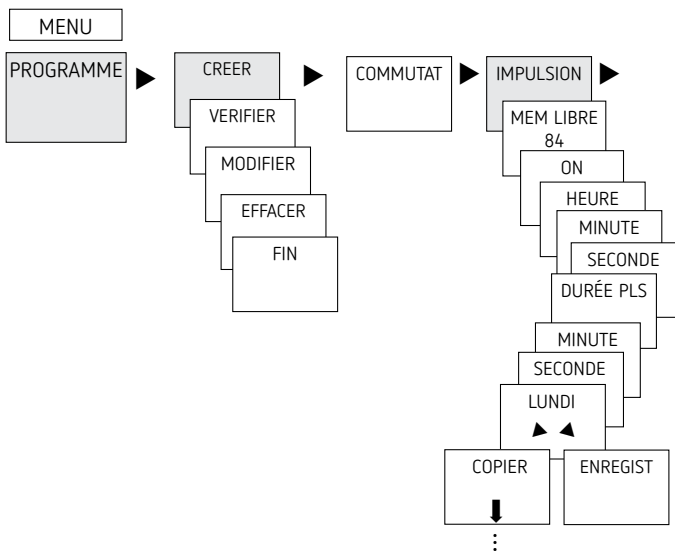 MENU
PROGRAMME
CREER
VERIFIER
MODIFIER
EFFACER
FIN
COMMUTAT
IMPULSION
MEM LIBRE
84
ON
HEURE
MINUTE
SECONDE
DURÉE PLS
MINUTE
SECONDE
LUNDI
COPIER
ENREGIST